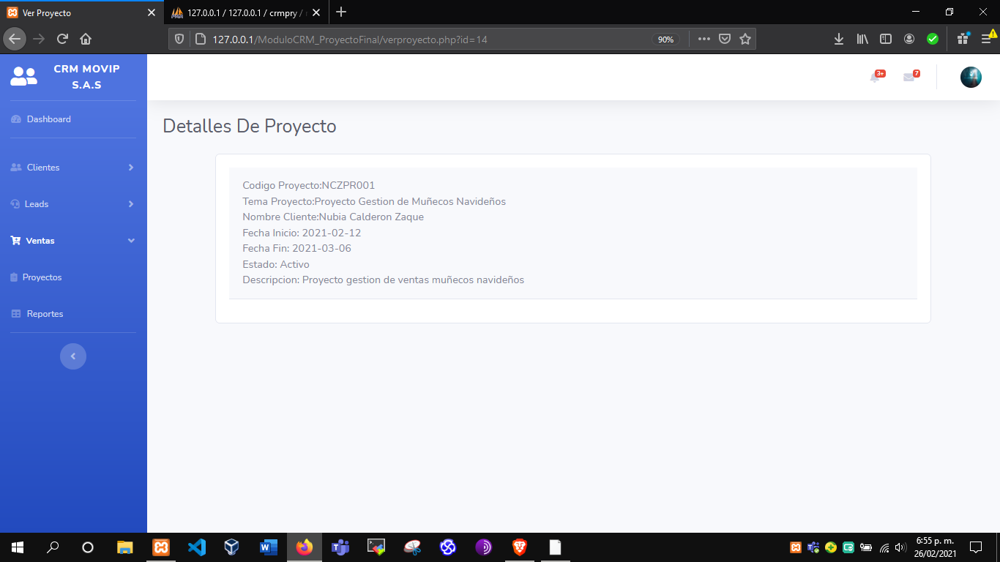 Ver Proyecto
127.0.0.1 / 127.0.0.1 / crmpry /
127.0.0.1/ModuloCRM_ProyectoFinal/verproyecto.php?id=14
90%
CRM MOVIP
S.A.S
3+
7
Dashboard
Detalles De Proyecto
Clientes
Leads
Ventas
Proyectos
Reportes
Codigo Proyecto:NCZPR001
Tema Proyecto:Proyecto Gestion de Muñecos Navideños
Nombre Cliente:Nubia Calderon Zaque
Fecha Inicio: 2021-02-12
Fecha Fin: 2021-03-06
Estado: Activo
Descripcion: Proyecto gestion de ventas muñecos navideños
6:55 p. m.
26/02/2021